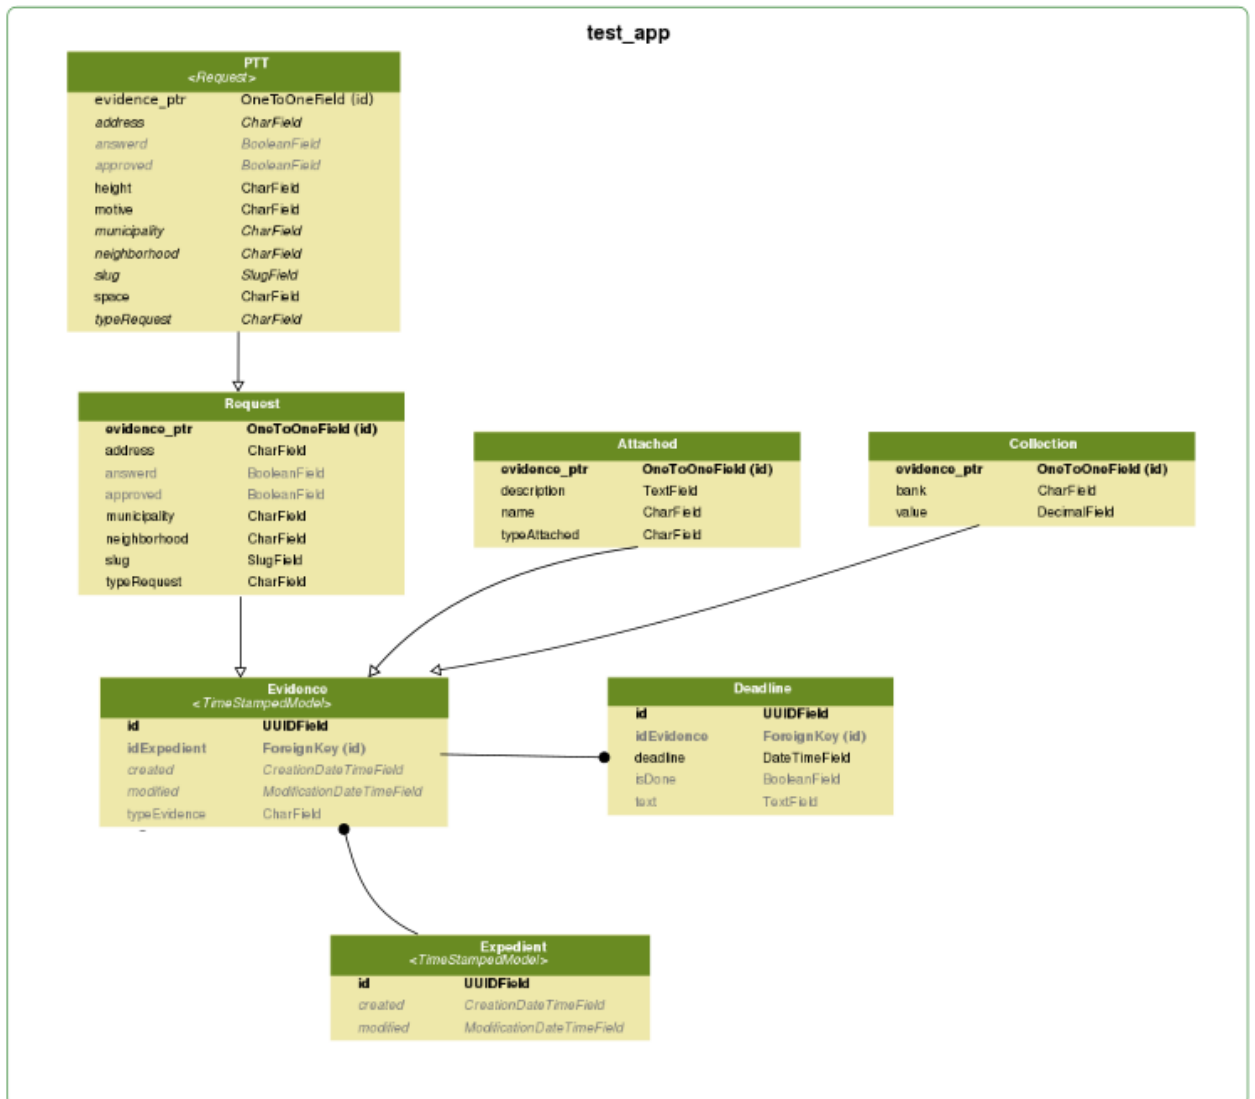 test_app
PTT
<Request>
evidence_ptr OneToOneField (id)
address CharField
answerd BooleanField
approved BooleanField
height CharField
motive CharField
municipality CharField
neighborhood CharField
slug SlugField
space CharField
typeRequest CharField
Request
evidence_ptr OneToOneField (id)
address CharField
answerd BooleanField
approved BooleanField
municipality CharField
neighborhood CharField
slug SlugField
typeRequest CharField
Attached
evidence_ptr OneToOneField (id)
description TextField
name CharField
typeAttached CharField
Collection
evidence_ptr OneToOneField (id)
bank CharField
value DecimalField
Evidence
<TimeStampedModel>
id UUIDField
idExpedient ForeignKey (id)
created CreationDateTimeField
modified ModificationDateTimeField
typeEvidence CharField
Deadline
id UUIDField
idEvidence ForeignKey (id)
deadline DateTimeField
isDone BooleanField
text TextField
Expedient
<TimeStampedModel>
id UUIDField
created CreationDateTimeField
modified ModificationDateTimeField